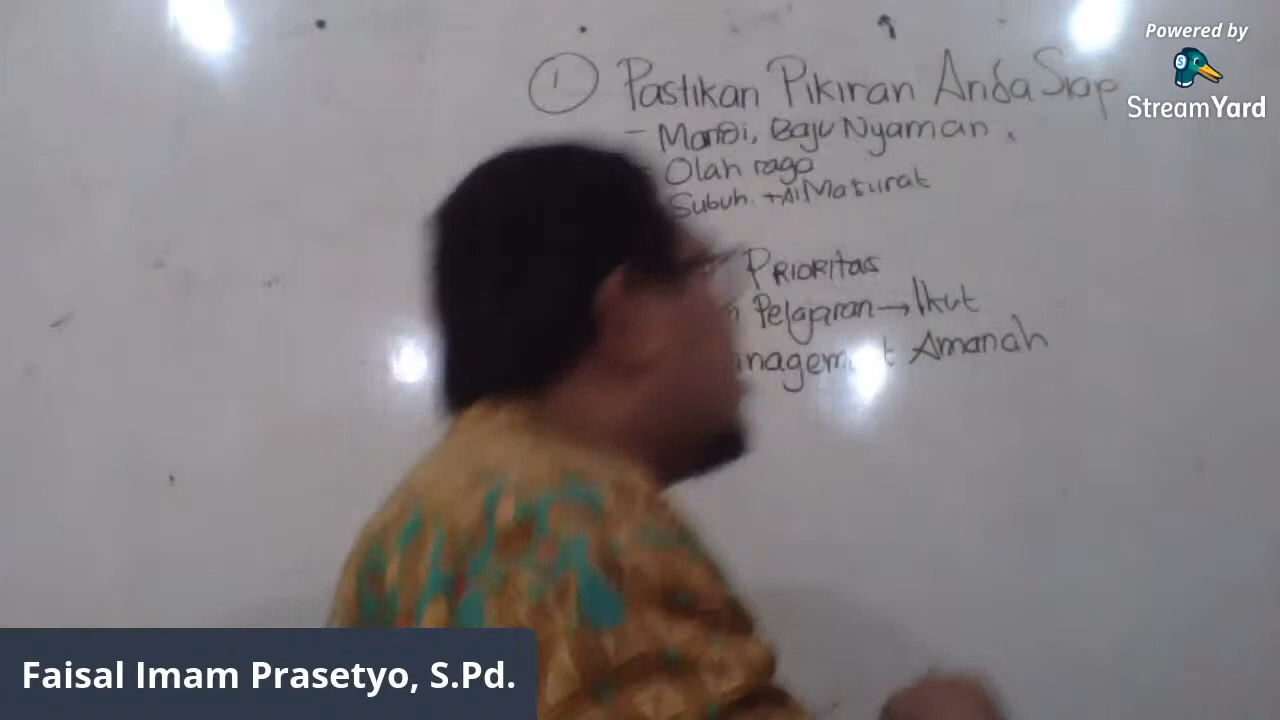 ① Pastikan Pikiran Anda Siap
- Mandi, Baju Nyaman.
Olah raga
Subuh. + Al Matsurat
PRIORITAS
Pelajaran → Ikut
Amanah
Powered by
StreamYard
Faisal Imam Prasetyo, S.Pd.